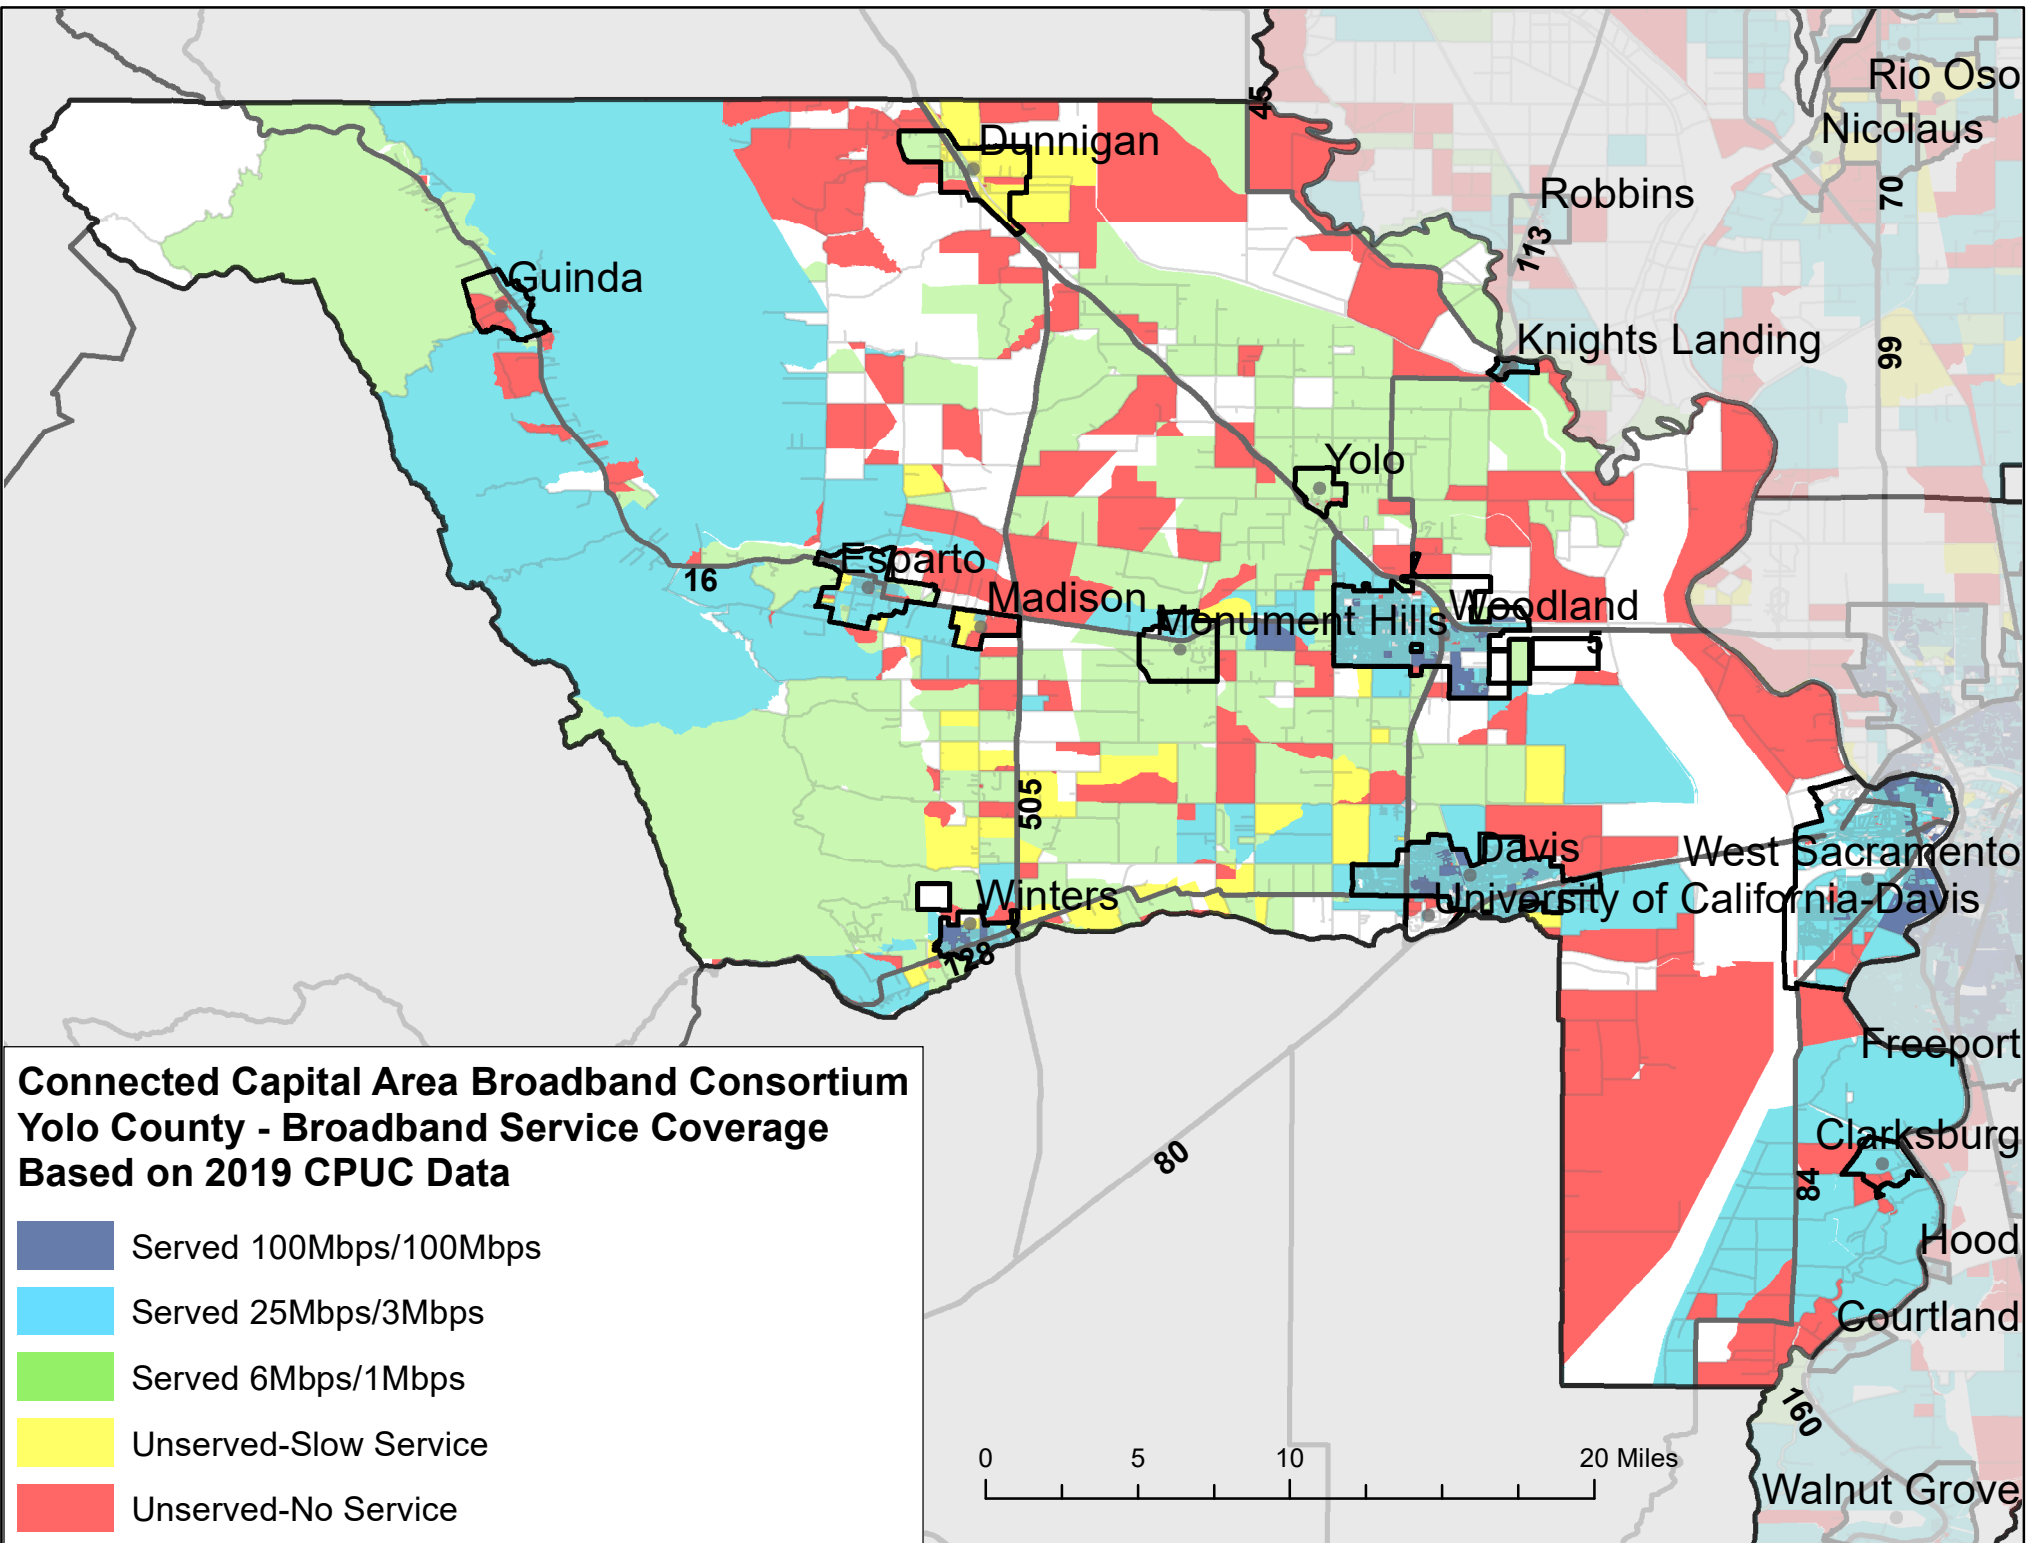 Rio Oso
45
Nicolaus
Dunnigan
70
Robbins
113
Guinda
Knights Landing
99
Yolo
Esparto
16
Madison
Monument Hills
Woodland
5
505
Davis
West Sacramento
Winters
University of California-Davis
128
Freeport
Connected Capital Area Broadband Consortium
Yolo County - Broadband Service Coverage
Based on 2019 CPUC Data
80
Clarksburg
84
Hood
Served 100Mbps/100Mbps
Served 25Mbps/3Mbps
Courtland
Served 6Mbps/1Mbps
160
Unserved-Slow Service
0 5 10 20 Miles
Walnut Grove
Unserved-No Service